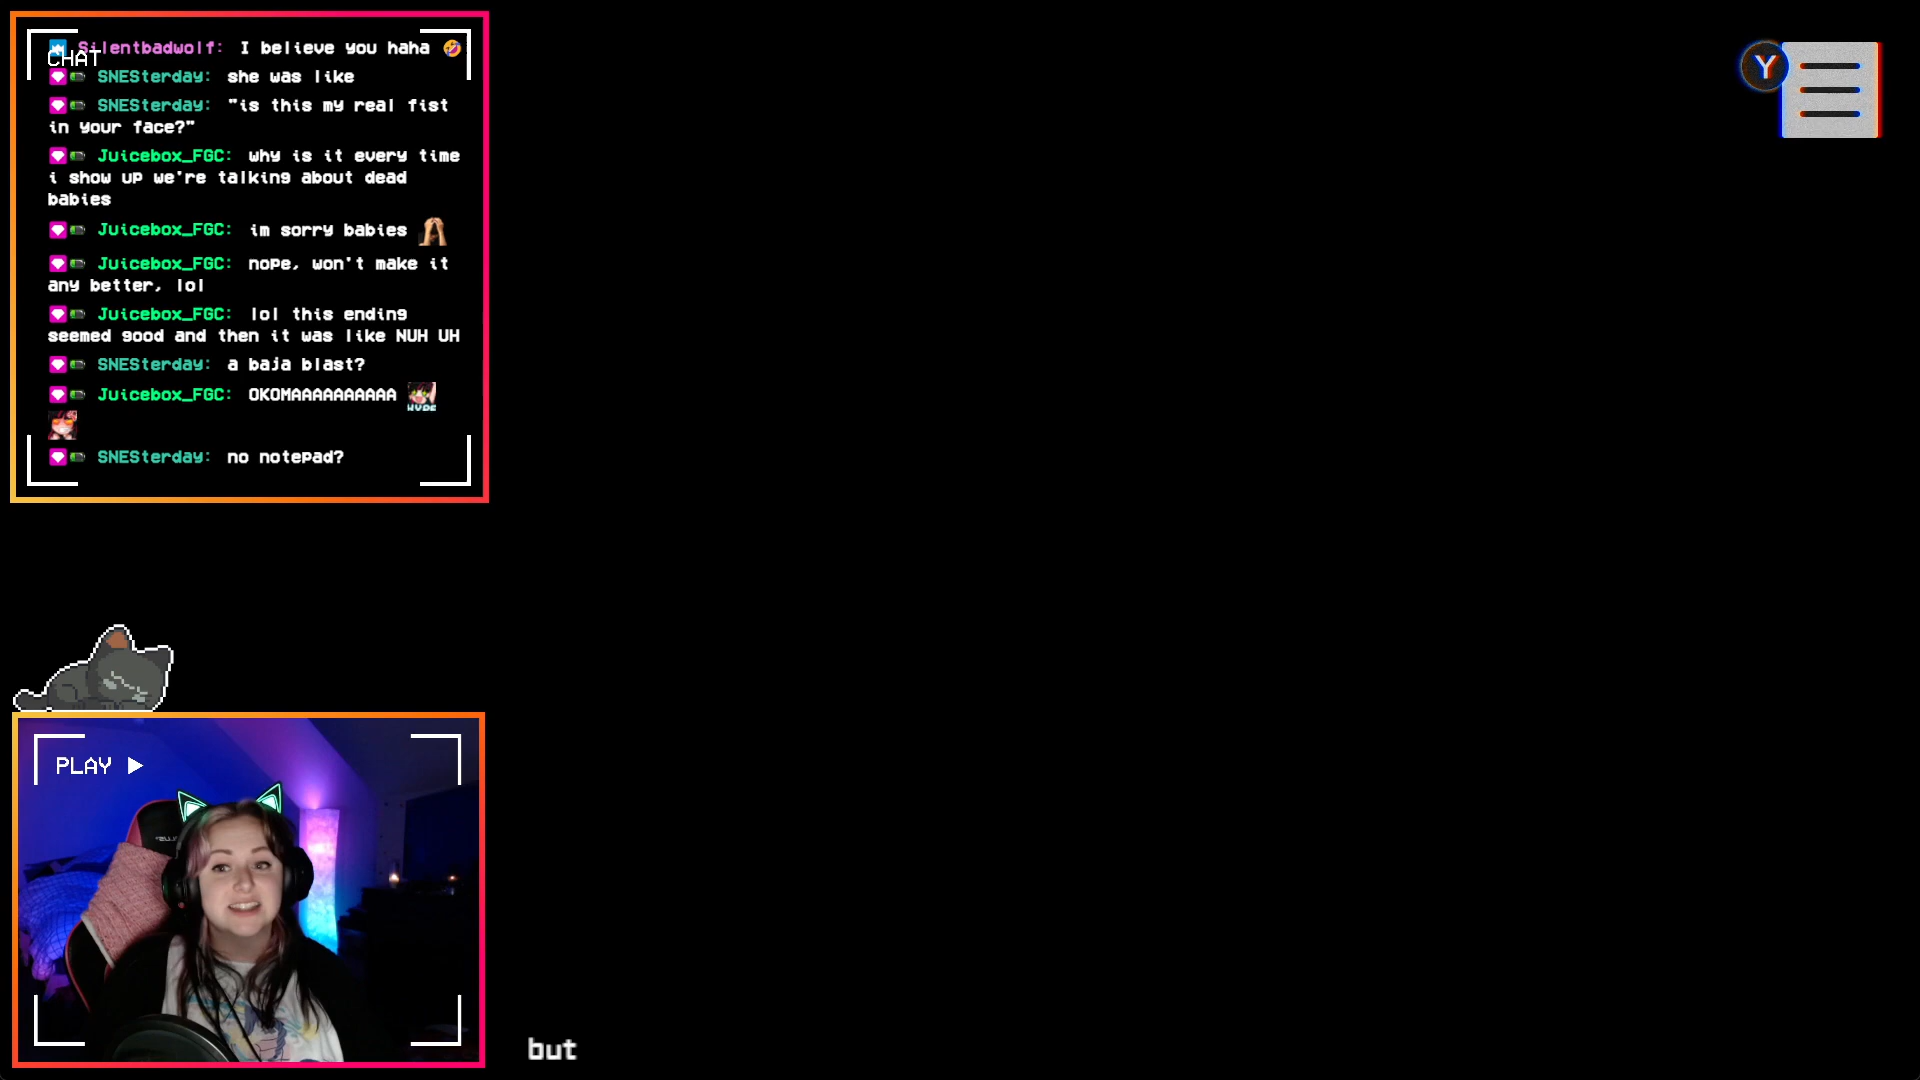 CHAT
Silentbadwolf: I believe you haha
SNESterday: she was like
SNESterday: "is this my real fist
in your face?"
Juicebox_FGC: why is it every time
i show up we're talking about dead
babies
Juicebox_FGC: im sorry babies
Juicebox_FGC: nope, won't make it
any better, lol
Juicebox_FGC: lol this ending
seemed good and then it was like NUH UH
SNESterday: a baja blast?
Juicebox_FGC: OKOMAAAAAAAAAA
HYPE
SNESterday: no notepad?
Y
PLAY
but